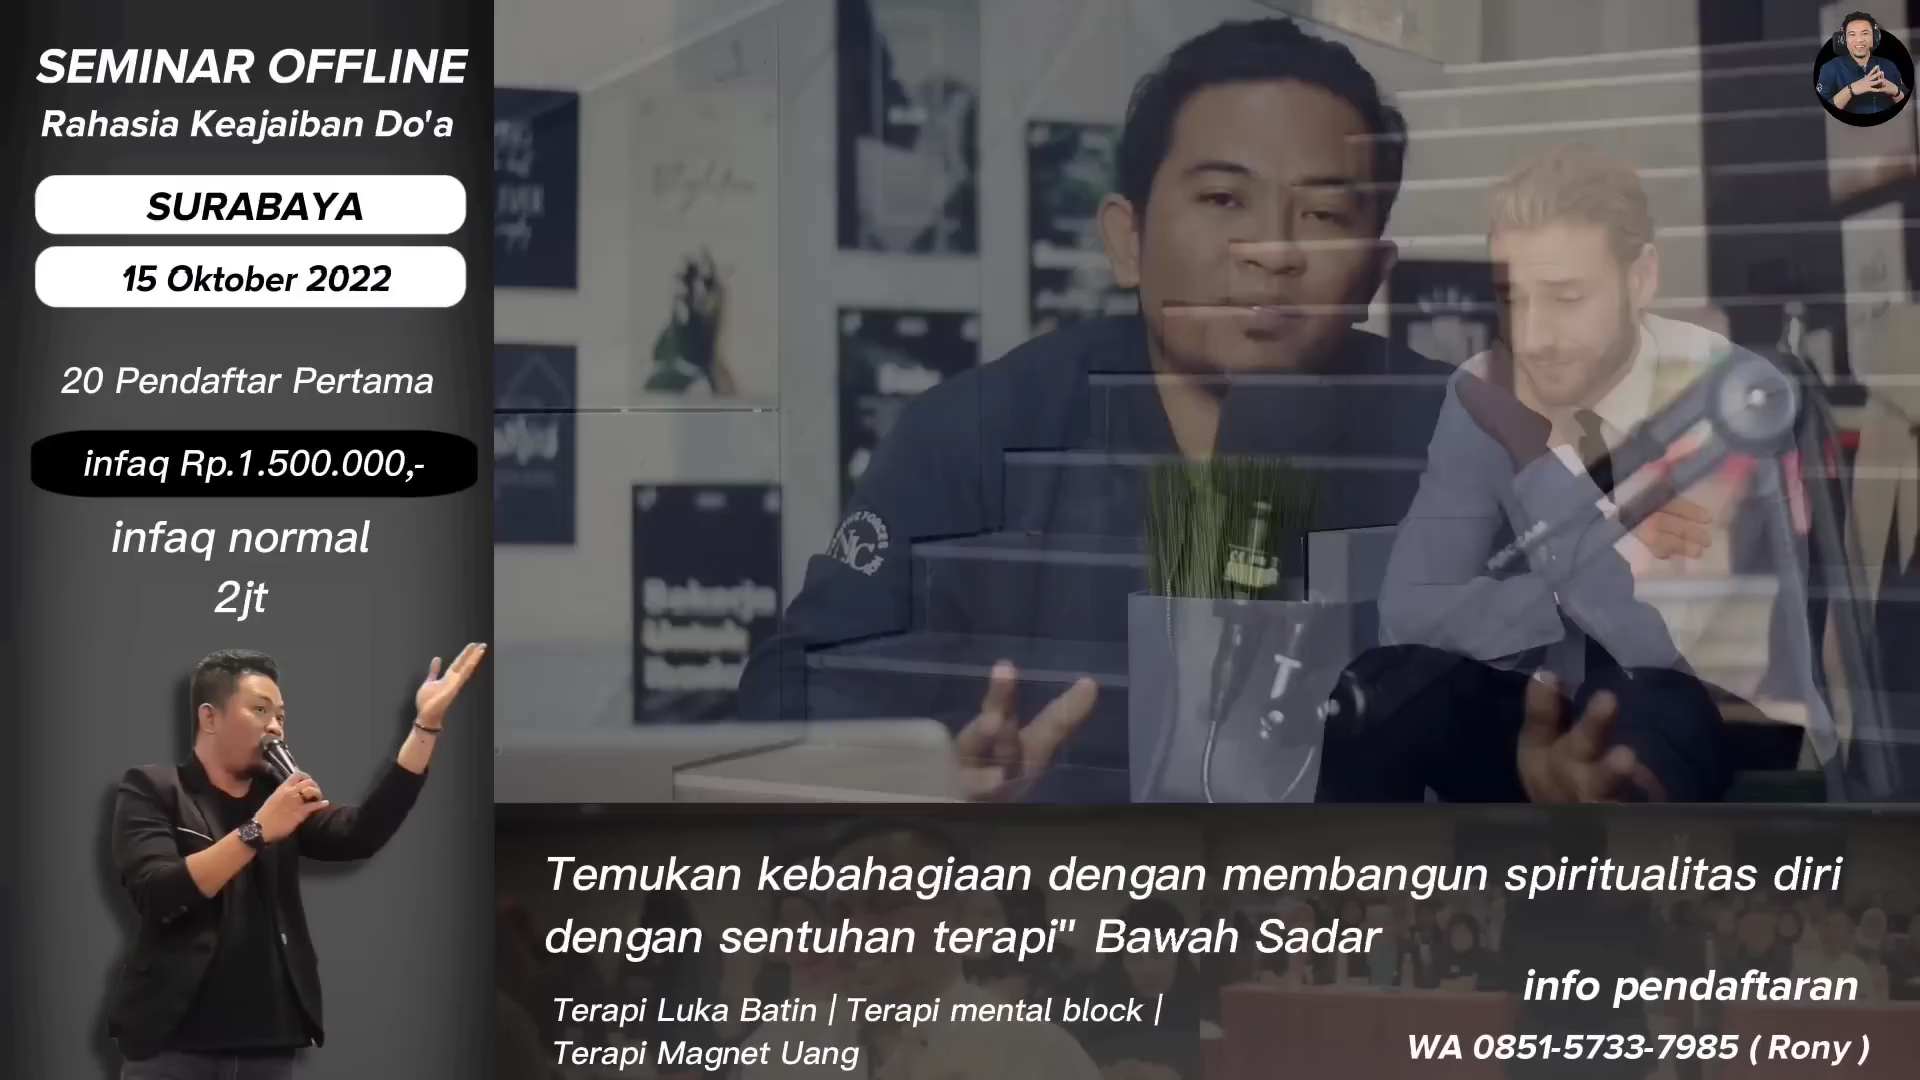 SEMINAR OFFLINE
Rahasia Keajaiban Do'a
SURABAYA
15 Oktober 2022
20 Pendaftar Pertama
infaq Rp.1.500.000,-
infaq normal
2jt
Temukan kebahagiaan dengan membangun spiritualitas diri
dengan sentuhan terapi" Bawah Sadar
Terapi Luka Batin | Terapi mental block |
Terapi Magnet Uang
info pendaftaran
WA 0851-5733-7985 ( Rony )